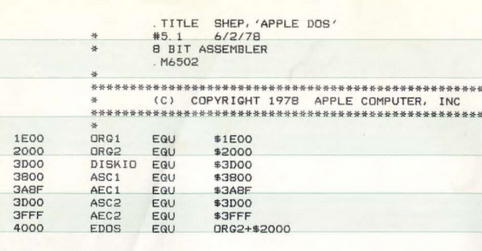 .TITLE SHEP,'APPLE DOS'
* #5.1 6/2/78
* 8 BIT ASSEMBLER
.M6502
*
**************************************************
* (C) COPYRIGHT 1978 APPLE COMPUTER, INC
**************************************************
*
1E00 ORG1 EQU $1E00
2000 ORG2 EQU $2000
3D00 DISKIO EQU $3D00
3800 ASC1 EQU $3800
3A8F AEC1 EQU $3A8F
3D00 ASC2 EQU $3D00
3FFF AEC2 EQU $3FFF
4000 EDOS EQU ORG2+$2000